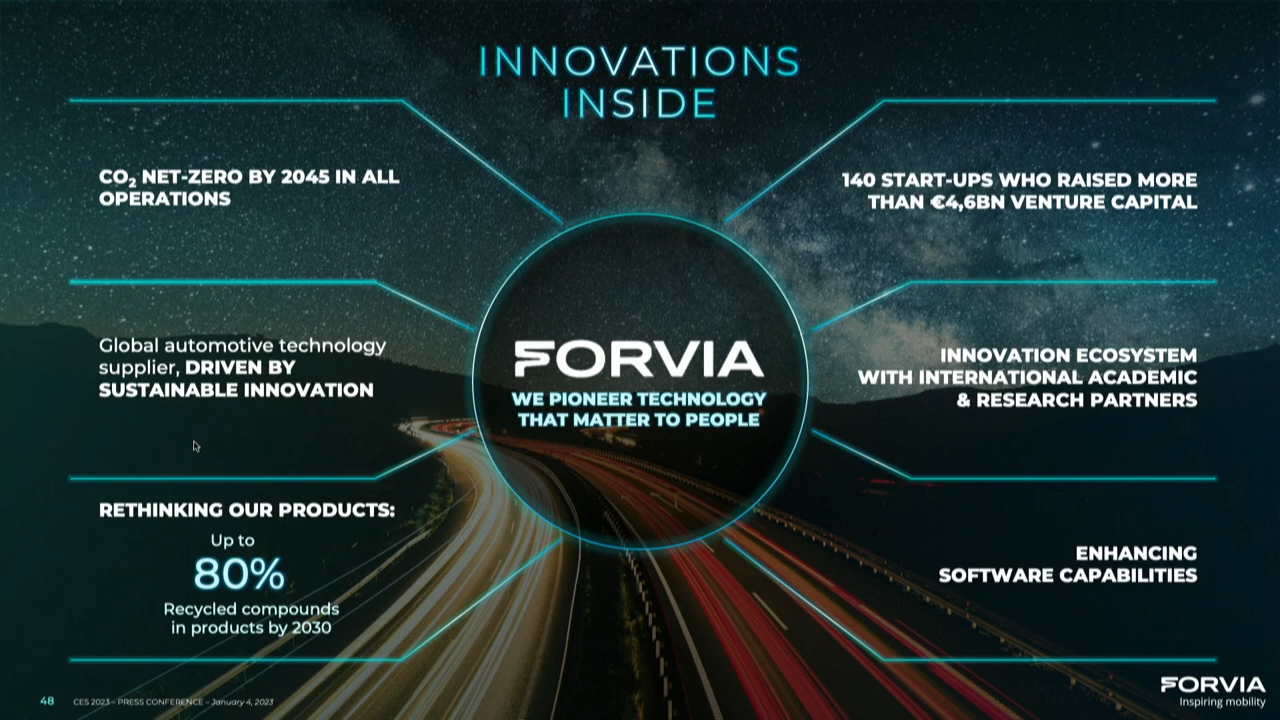 INNOVATIONS
INSIDE
CO₂ NET-ZERO BY 2045 IN ALL
OPERATIONS
Global automotive technology
supplier, DRIVEN BY
SUSTAINABLE INNOVATION
RETHINKING OUR PRODUCTS:
Up to
80%
Recycled compounds
in products by 2030
FORVIA
WE PIONEER TECHNOLOGY
THAT MATTER TO PEOPLE
140 START-UPS WHO RAISED MORE
THAN €4,6BN VENTURE CAPITAL
INNOVATION ECOSYSTEM
WITH INTERNATIONAL ACADEMIC
& RESEARCH PARTNERS
ENHANCING
SOFTWARE CAPABILITIES
48 CES 2023 – PRESS CONFERENCE – January 4, 2023
FORVIA
Inspiring mobility